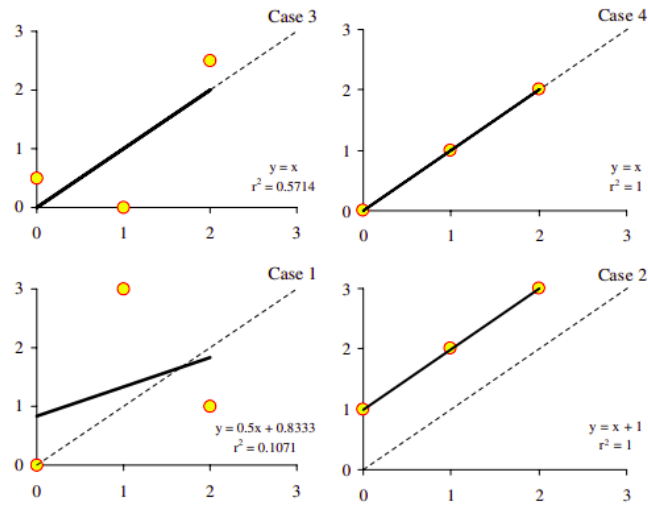 Case 3
3
2
1
0
0 1 2 3
y = x
r² = 0.5714
Case 4
3
2
1
0
0 1 2 3
y = x
r² = 1
Case 1
3
2
1
0
0 1 2 3
y = 0.5x + 0.8333
r² = 0.1071
Case 2
3
2
1
0
0 1 2 3
y = x + 1
r² = 1